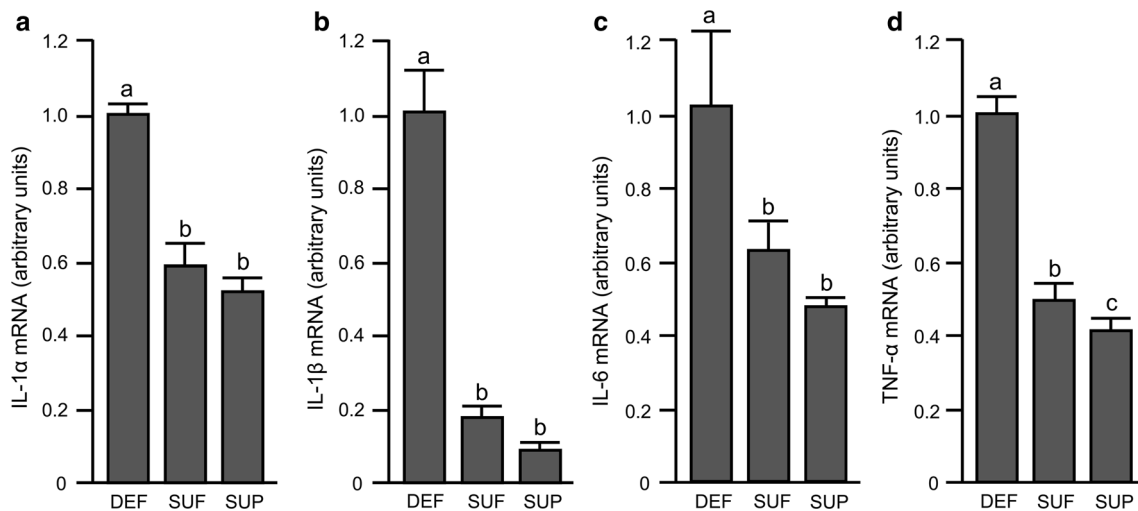 a
IL-1α mRNA (arbitrary units)
1.2
1.0
0.8
0.6
0.4
0.2
0
a
b
b
DEF SUF SUP
b
IL-1β mRNA (arbitrary units)
1.2
1.0
0.8
0.6
0.4
0.2
0
a
b
b
DEF SUF SUP
c
IL-6 mRNA (arbitrary units)
1.2
1.0
0.8
0.6
0.4
0.2
0
a
b
b
DEF SUF SUP
d
TNF-α mRNA (arbitrary units)
1.2
1.0
0.8
0.6
0.4
0.2
0
a
b
c
DEF SUF SUP